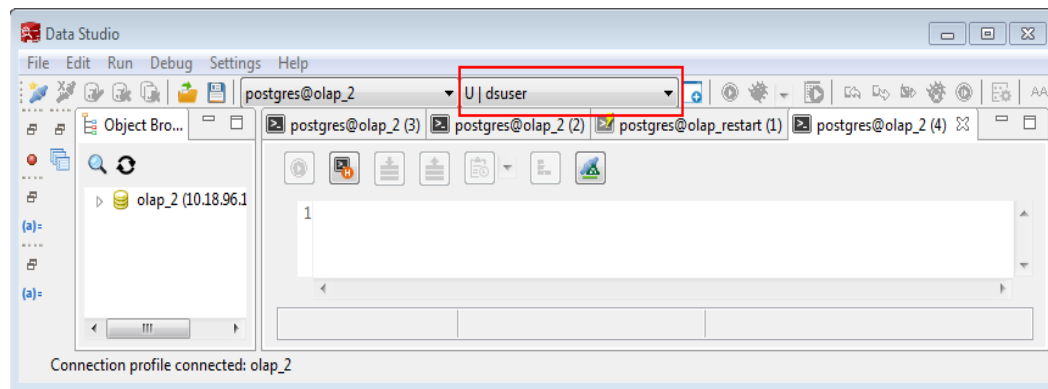 Data Studio
File Edit Run Debug Settings Help
postgres@olap_2 U | dsuser AA
Object Bro... postgres@olap_2 (3) postgres@olap_2 (2) postgres@olap_restart (1) postgres@olap_2 (4)
olap_2 (10.18.96.1
1
(a)=
(a)=
Connection profile connected: olap_2